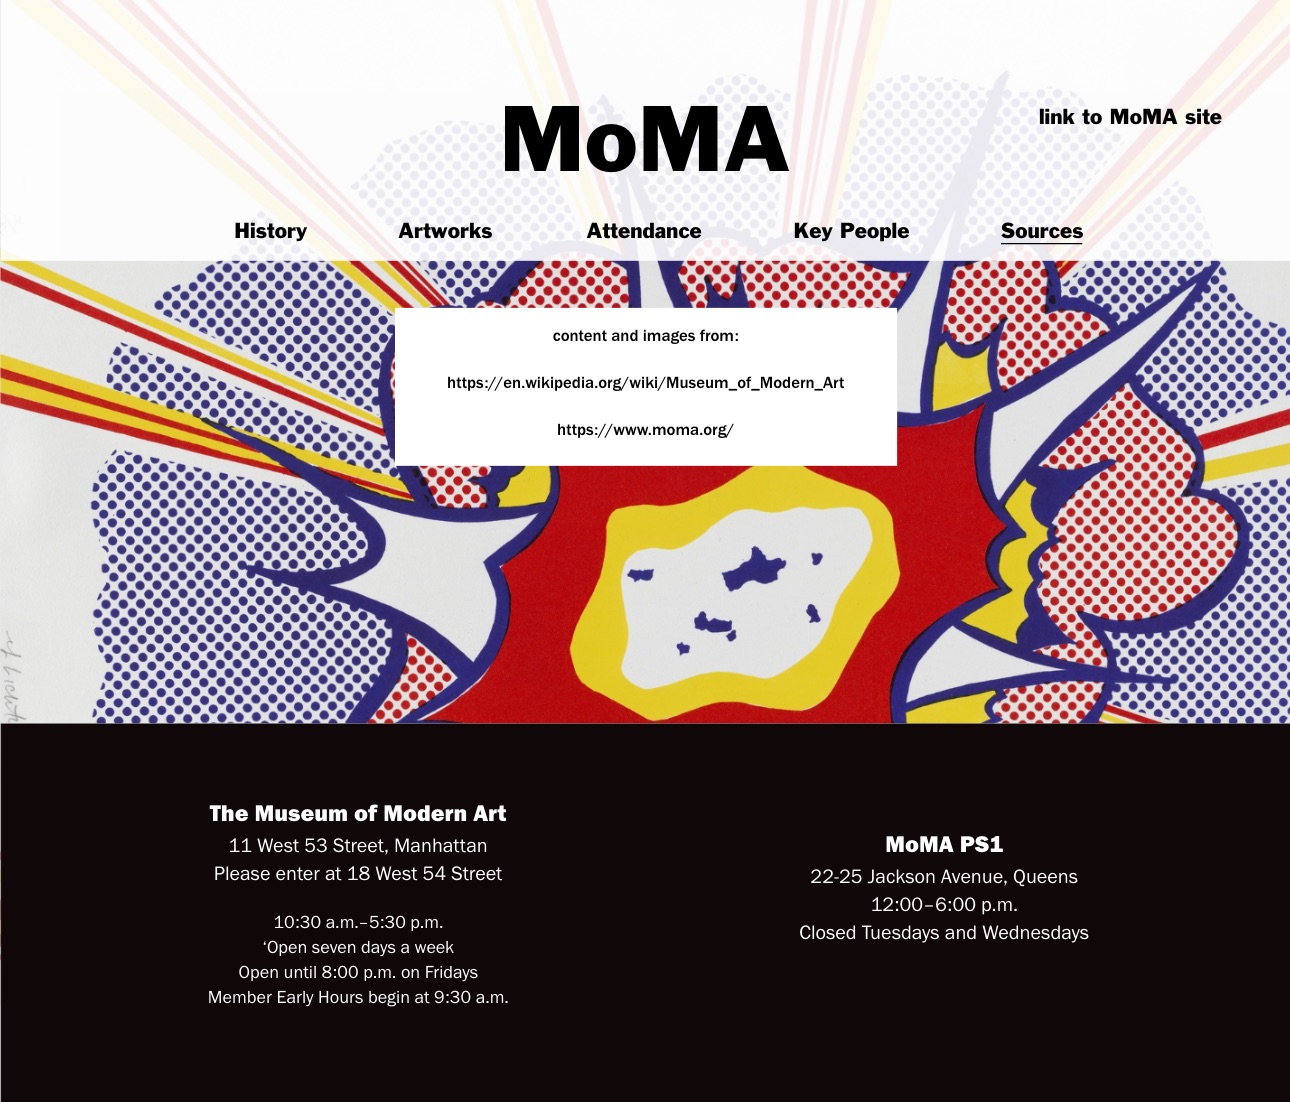 MoMA
link to MoMA site
History Artworks Attendance Key People Sources
content and images from:
https://en.wikipedia.org/wiki/Museum_of_Modern_Art
https://www.moma.org/
The Museum of Modern Art
11 West 53 Street, Manhattan
Please enter at 18 West 54 Street
10:30 a.m.–5:30 p.m.
‘Open seven days a week
Open until 8:00 p.m. on Fridays
Member Early Hours begin at 9:30 a.m.
MoMA PS1
22-25 Jackson Avenue, Queens
12:00–6:00 p.m.
Closed Tuesdays and Wednesdays